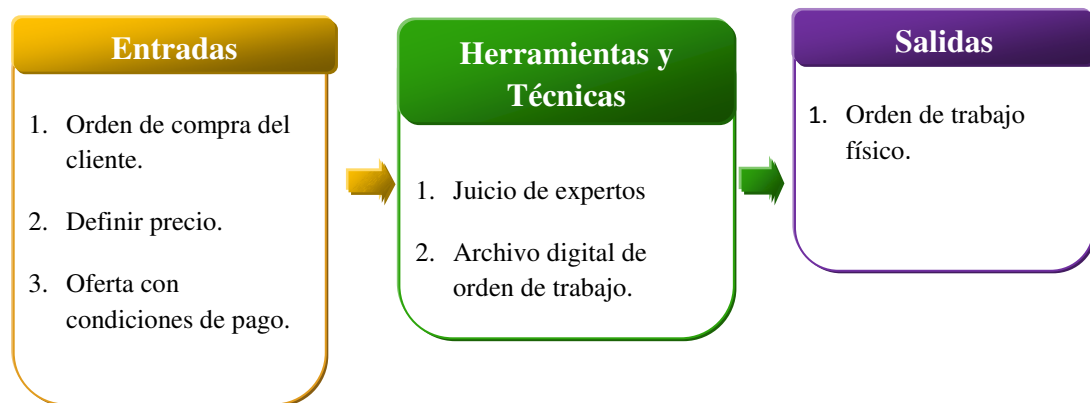 Entradas
1. Orden de compra del
cliente.
2. Definir precio.
3. Oferta con
condiciones de pago.
Herramientas y
Técnicas
1. Juicio de expertos
2. Archivo digital de
orden de trabajo.
Salidas
1. Orden de trabajo
físico.